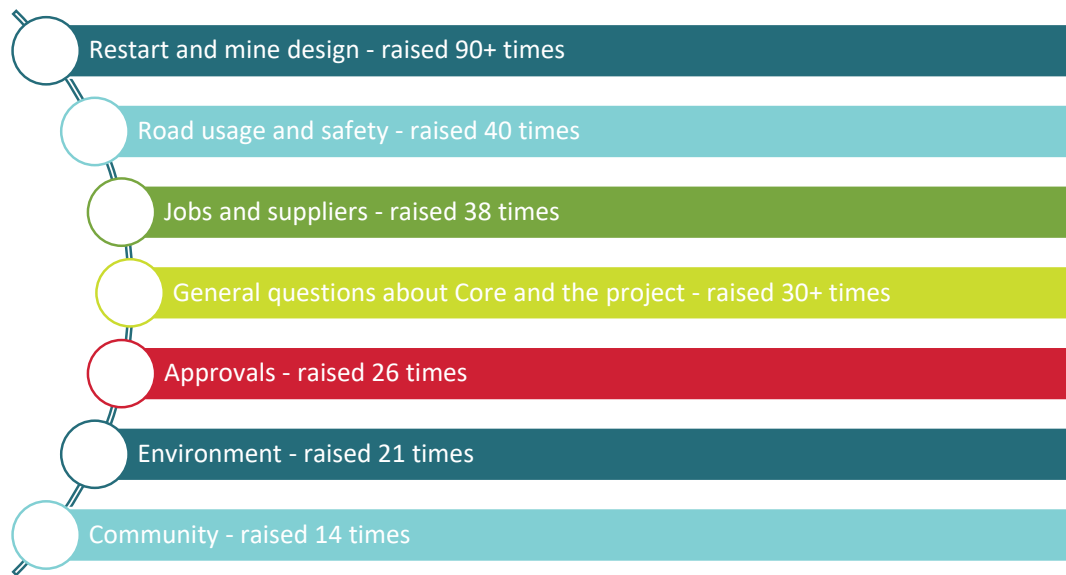 Restart and mine design - raised 90+ times
Road usage and safety - raised 40 times
Jobs and suppliers - raised 38 times
General questions about Core and the project - raised 30+ times
Approvals - raised 26 times
Environment - raised 21 times
Community - raised 14 times